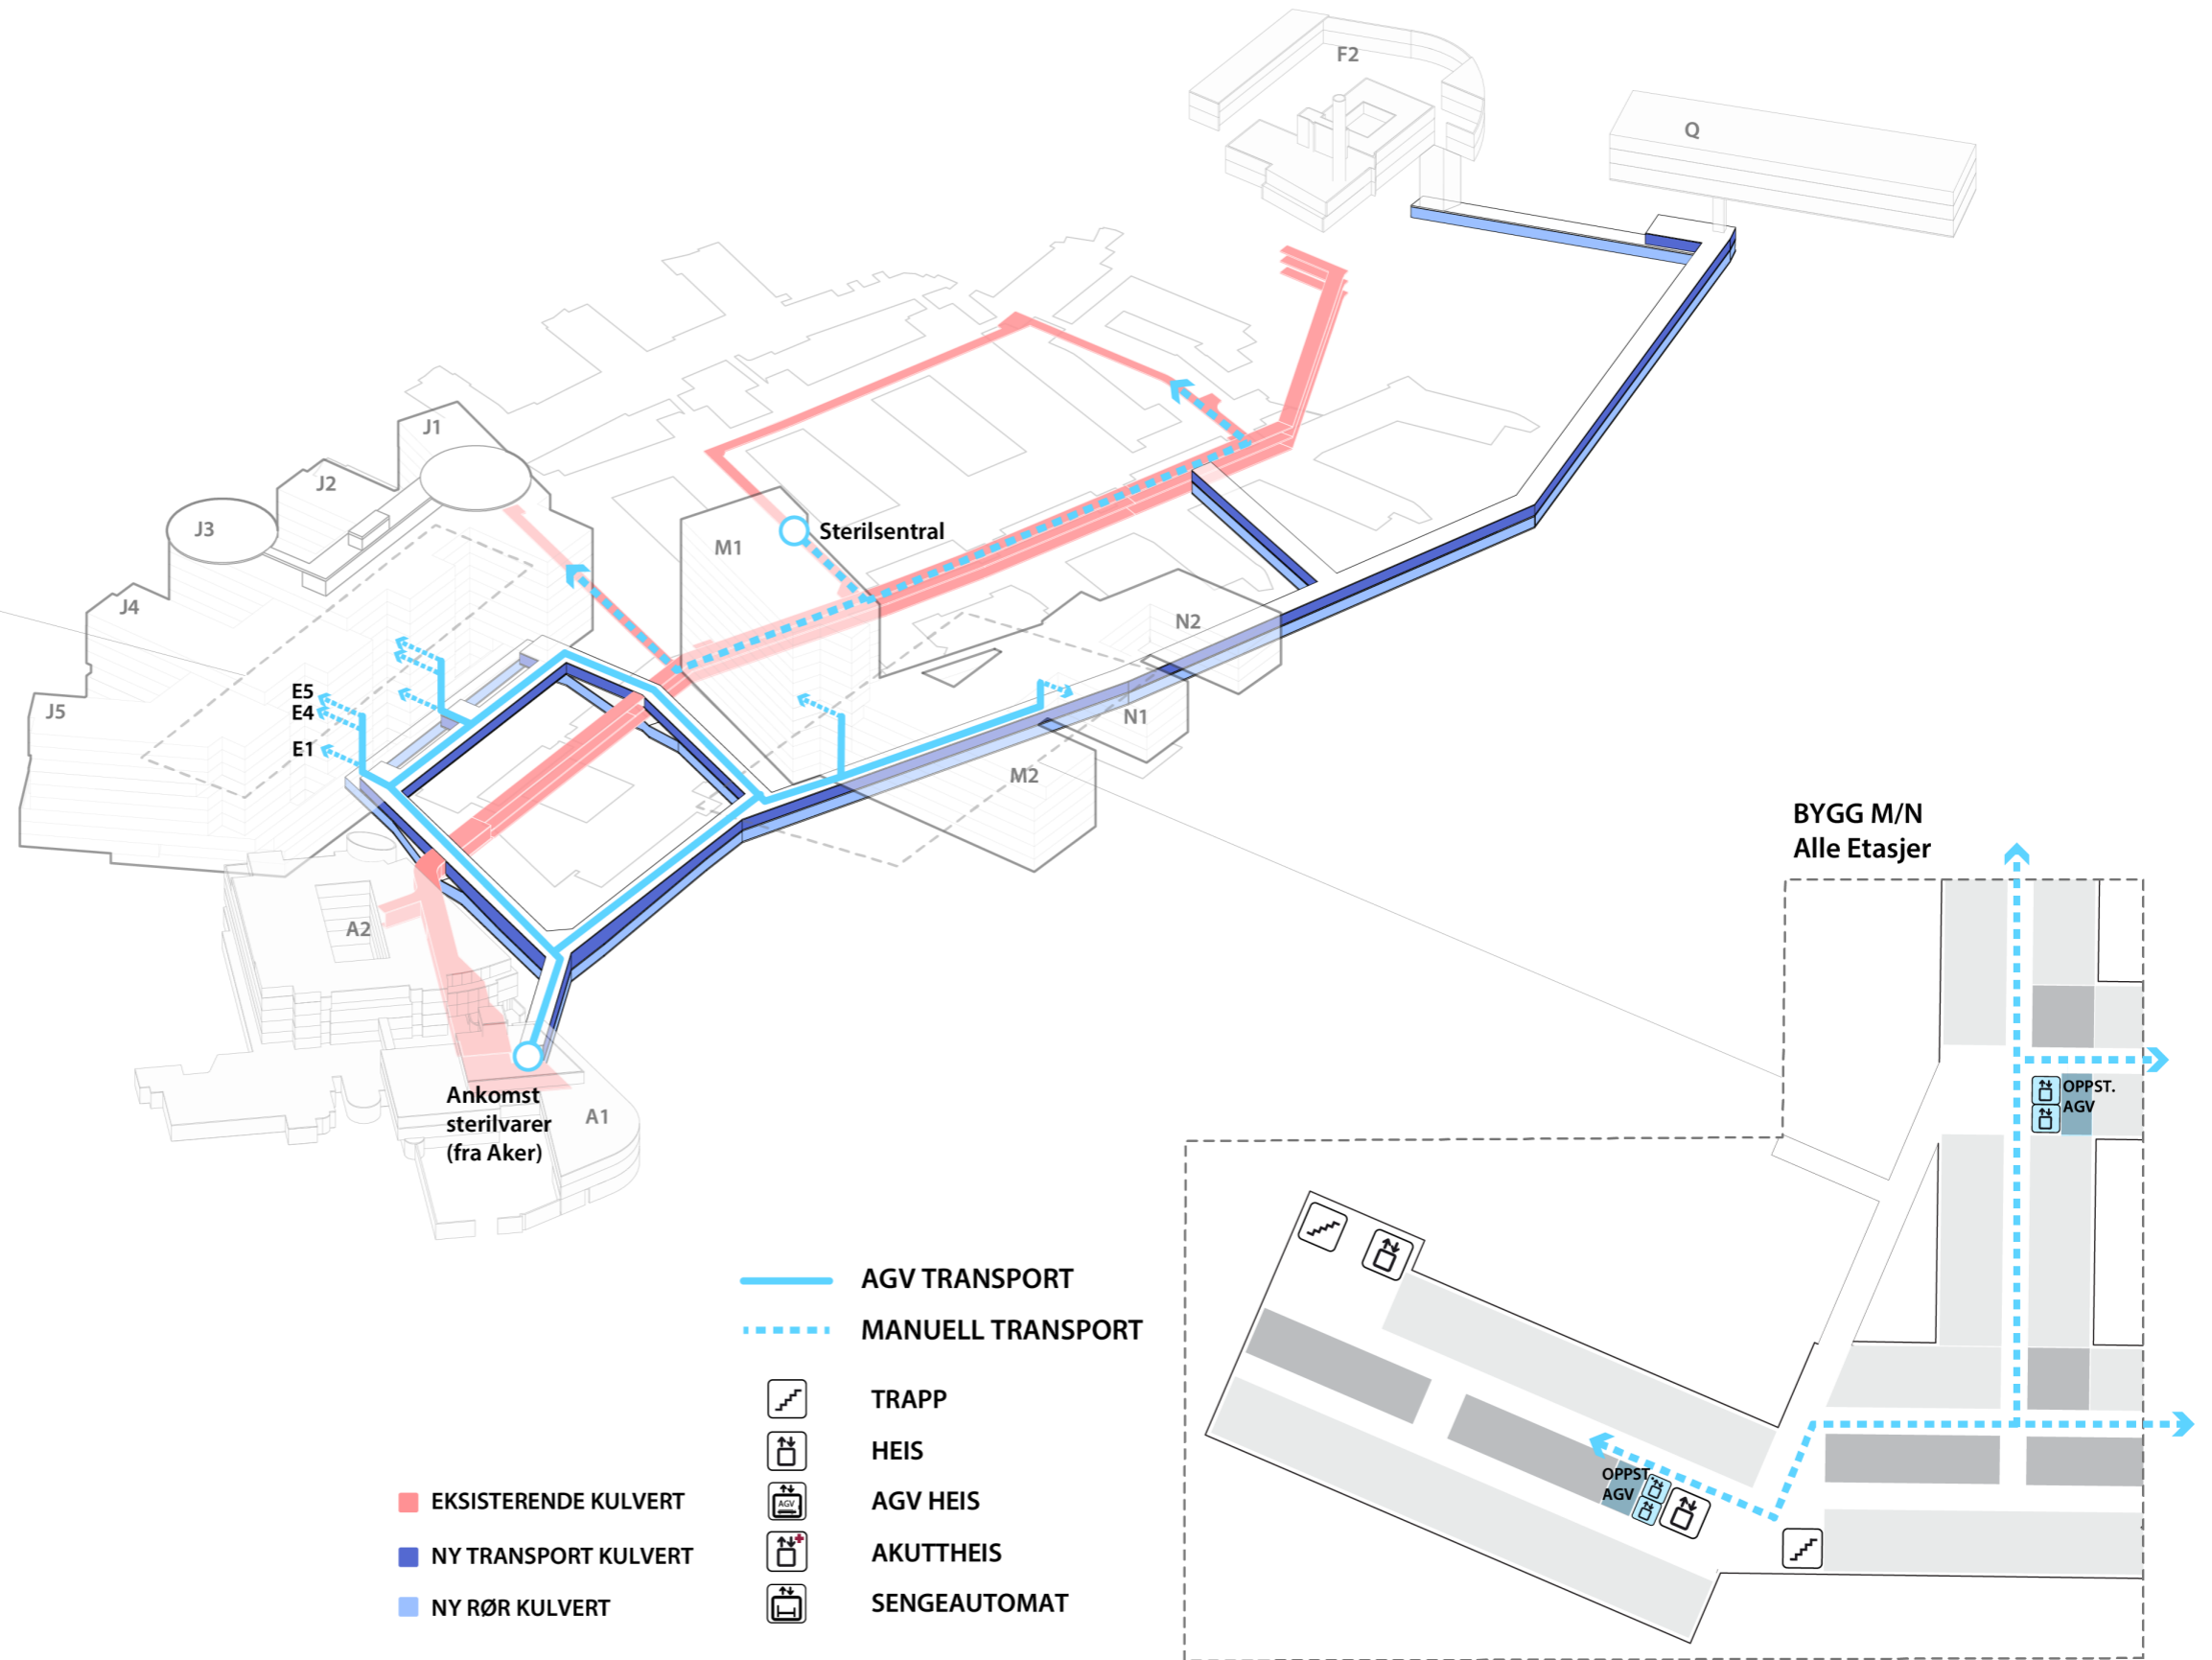 F2
Q
J1
J2
J3
J4
J5
M1
Sterilsentral
N2
N1
M2
E5
E4
E1
A2
A1
Ankomst
sterilvarer
(fra Aker)
BYGG M/N
Alle Etasjer
OPPST.
AGV
OPPST.
AGV
AGV TRANSPORT
MANUELL TRANSPORT
TRAPP
HEIS
AGV
AGV HEIS
AKUTTHEIS
SENGEAUTOMAT
EKSISTERENDE KULVERT
NY TRANSPORT KULVERT
NY RØR KULVERT